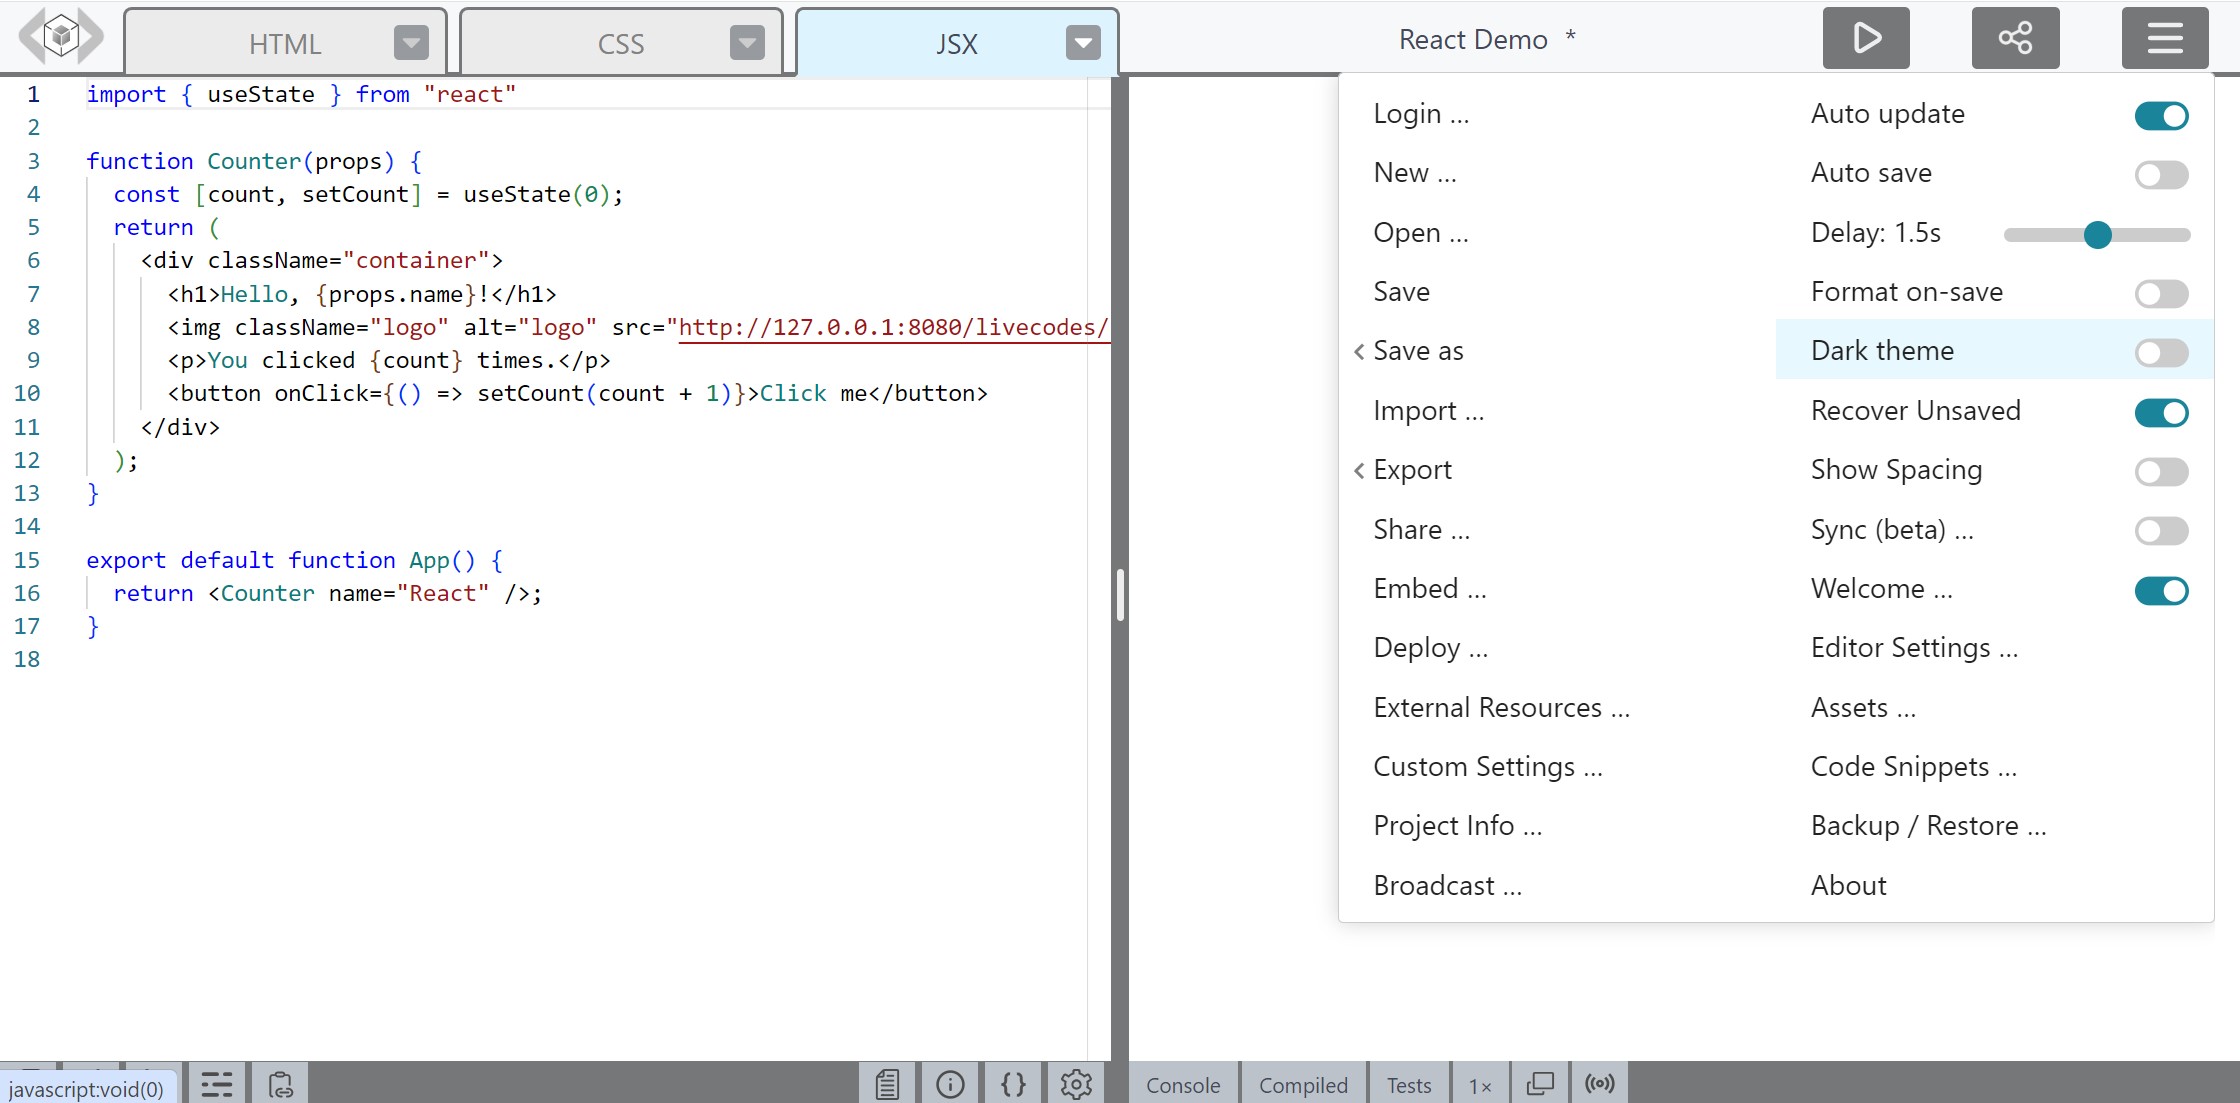 HTML
CSS
JSX
React Demo *
1 import { useState } from "react"
2
3 function Counter(props) {
4 const [count, setCount] = useState(0);
5 return (
6 <div className="container">
7 <h1>Hello, {props.name}!</h1>
8 <img className="logo" alt="logo" src="http://127.0.0.1:8080/livecodes/
9 <p>You clicked {count} times.</p>
10 <button onClick={() => setCount(count + 1)}>Click me</button>
11 </div>
12 );
13 }
14
15 export default function App() {
16 return <Counter name="React" />;
17 }
18
Login ...
New ...
Open ...
Save
< Save as
Import ...
< Export
Share ...
Embed ...
Deploy ...
External Resources ...
Custom Settings ...
Project Info ...
Broadcast ...
Auto update
Auto save
Delay: 1.5s
Format on-save
Dark theme
Recover Unsaved
Show Spacing
Sync (beta) ...
Welcome ...
Editor Settings ...
Assets ...
Code Snippets ...
Backup / Restore ...
About
javascript:void(0)
Console
Compiled
Tests
1×